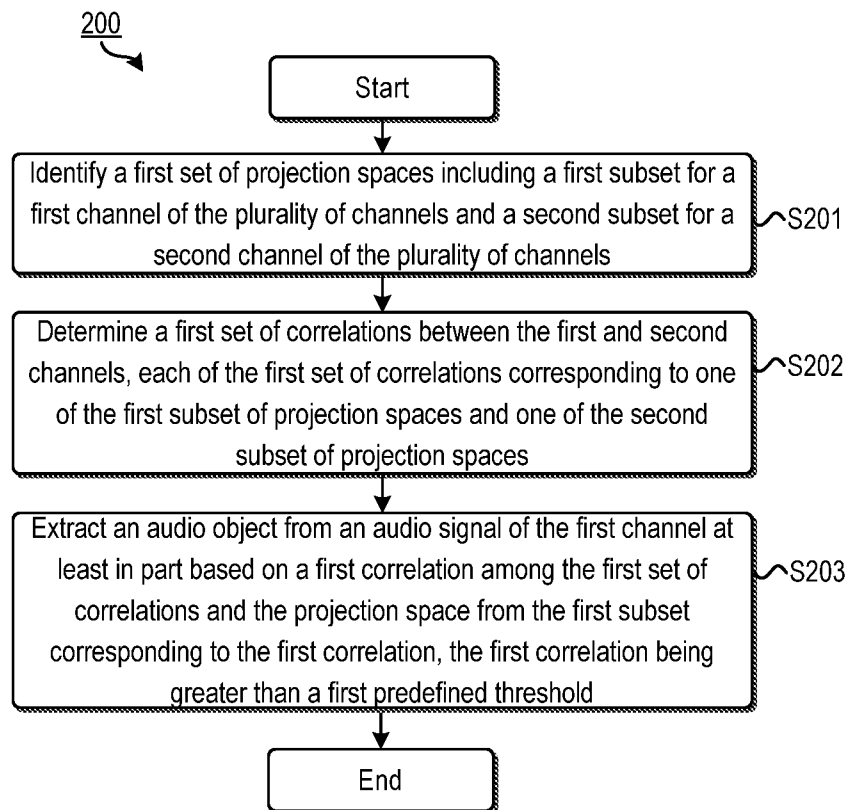 200
Start
Identify a first set of projection spaces including a first subset for a
first channel of the plurality of channels and a second subset for a
second channel of the plurality of channels
S201
Determine a first set of correlations between the first and second
channels, each of the first set of correlations corresponding to one
of the first subset of projection spaces and one of the second
subset of projection spaces
S202
Extract an audio object from an audio signal of the first channel at
least in part based on a first correlation among the first set of
correlations and the projection space from the first subset
corresponding to the first correlation, the first correlation being
greater than a first predefined threshold
S203
End